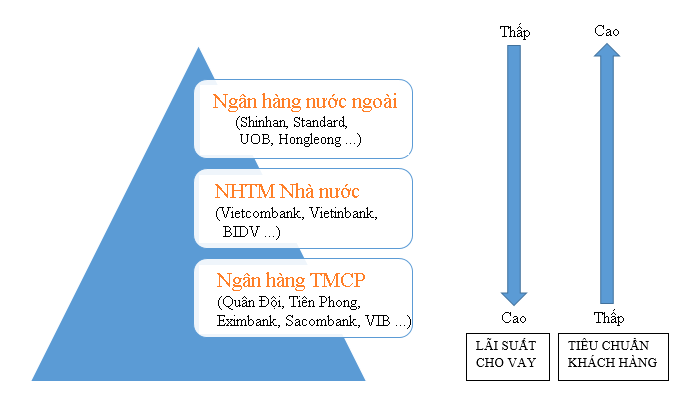 Ngân hàng nước ngoài
(Shinhan, Standard,
UOB, Hongleong ...)
NHTM Nhà nước
(Vietcombank, Vietinbank,
BIDV ...)
Ngân hàng TMCP
(Quân Đội, Tiên Phong,
Eximbank, Sacombank, VIB ...)
Thấp
Cao
Cao
Thấp
LÃI SUẤT
CHO VAY
TIÊU CHUẨN
KHÁCH HÀNG